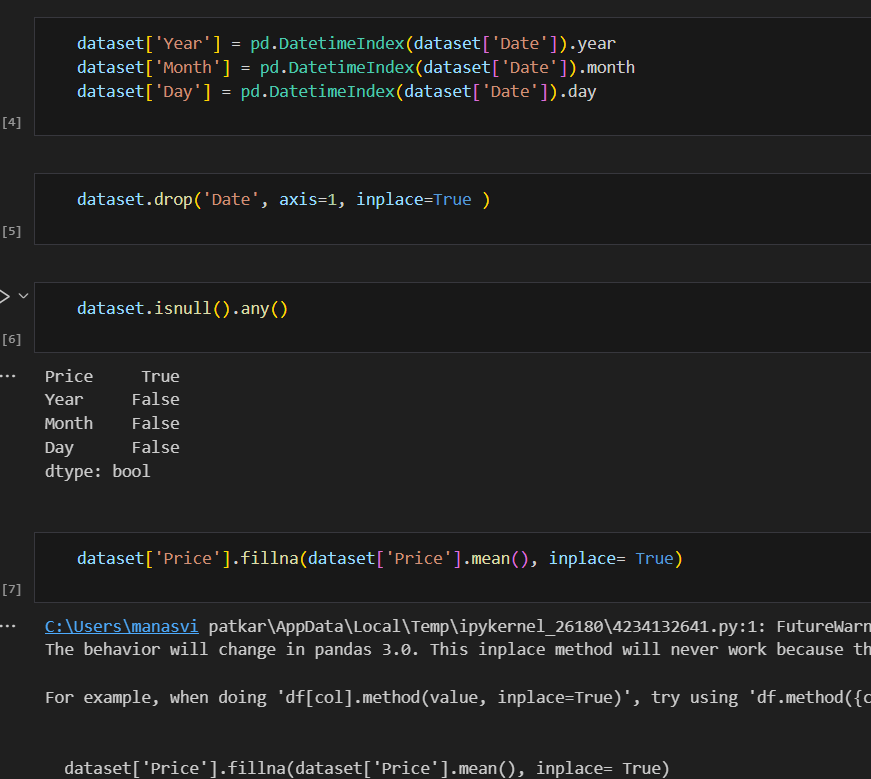 dataset['Year'] = pd.DatetimeIndex(dataset['Date']).year
dataset['Month'] = pd.DatetimeIndex(dataset['Date']).month
dataset['Day'] = pd.DatetimeIndex(dataset['Date']).day
[4]
dataset.drop('Date', axis=1, inplace=True )
[5]
dataset.isnull().any()
[6]
... Price     True
Year     False
Month    False
Day      False
dtype: bool
dataset['Price'].fillna(dataset['Price'].mean(), inplace= True)
[7]
... C:\Users\manasvi patkar\AppData\Local\Temp\ipykernel_26180\4234132641.py:1: FutureWarn
The behavior will change in pandas 3.0. This inplace method will never work because th
For example, when doing 'df[col].method(value, inplace=True)', try using 'df.method({c
dataset['Price'].fillna(dataset['Price'].mean(), inplace= True)